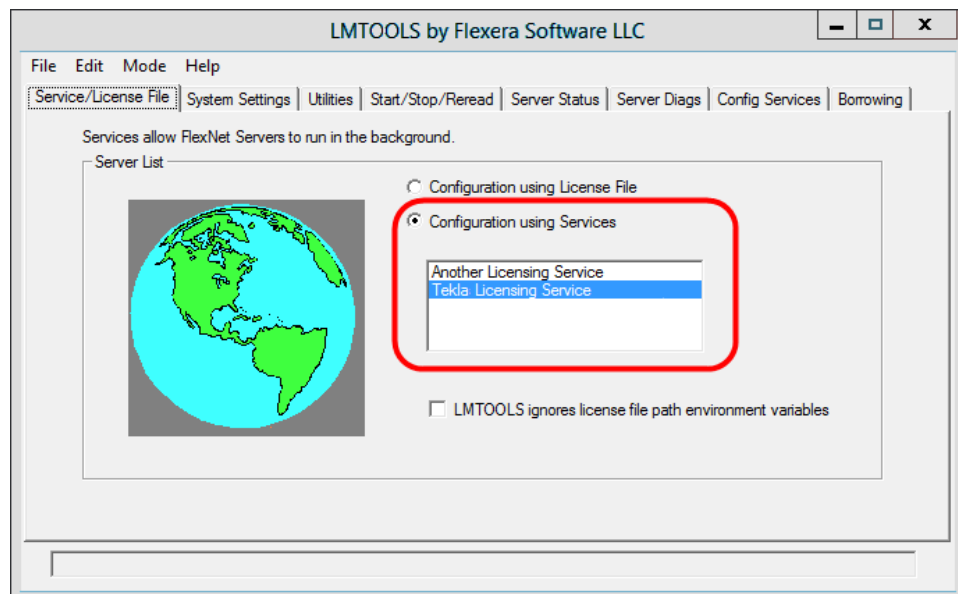 LMTOOLS by Flexera Software LLC
File Edit Mode Help
Service/License File System Settings Utilities Start/Stop/Reread Server Status Server Diags Config Services Borrowing
Services allow FlexNet Servers to run in the background.
Server List
Configuration using License File
Configuration using Services
Another Licensing Service
Tekla Licensing Service
LMTOOLS ignores license file path environment variables